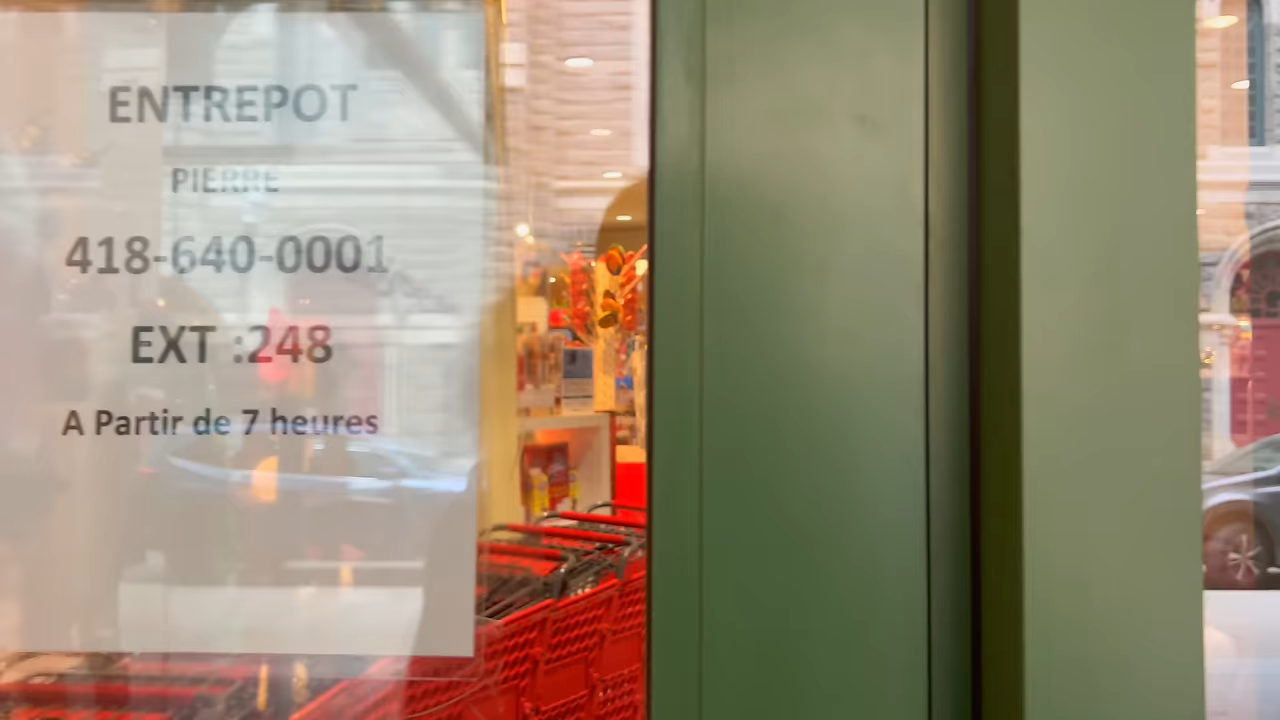 ENTREPOT
PIERRE
418-640-0001
EXT :248
A Partir de 7 heures